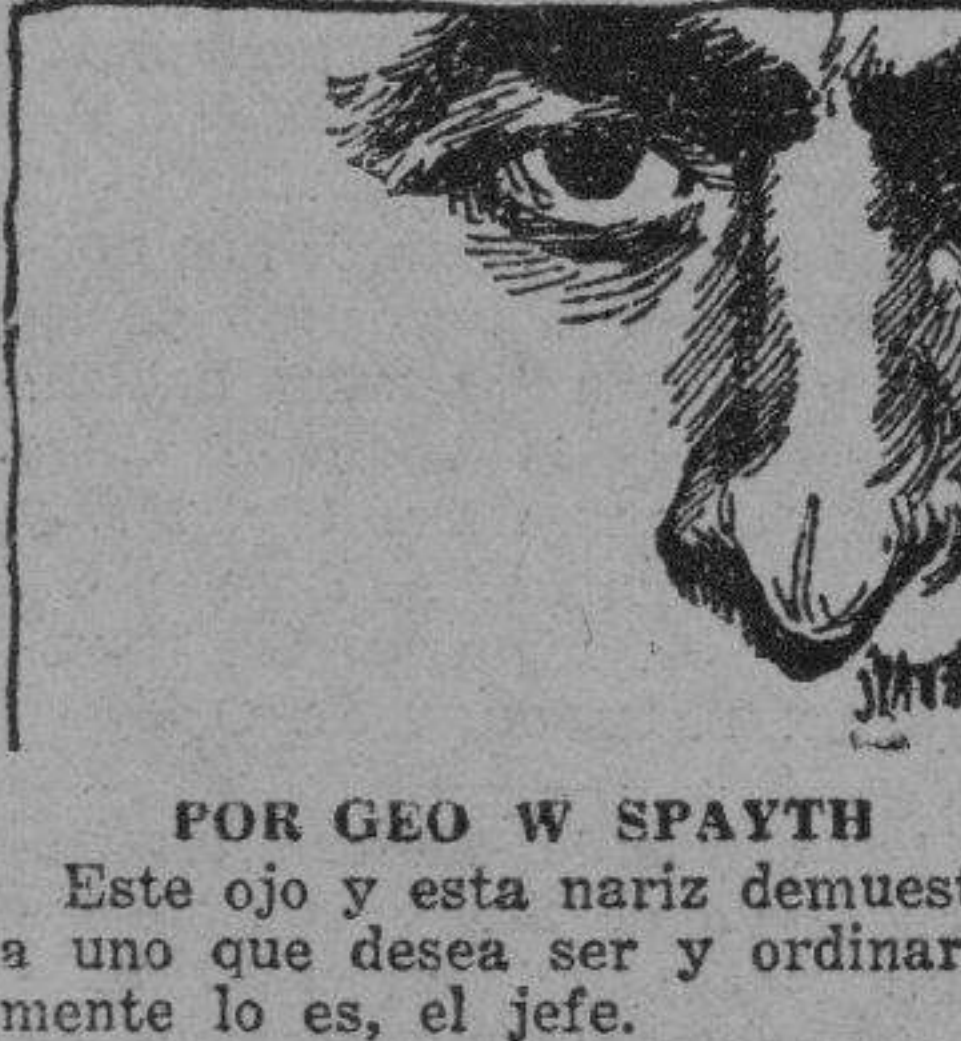 POR GEO W SPAYTH
Este ojo y esta nariz demuest
a uno que desea ser y ordinar
mente lo es, el jefe.